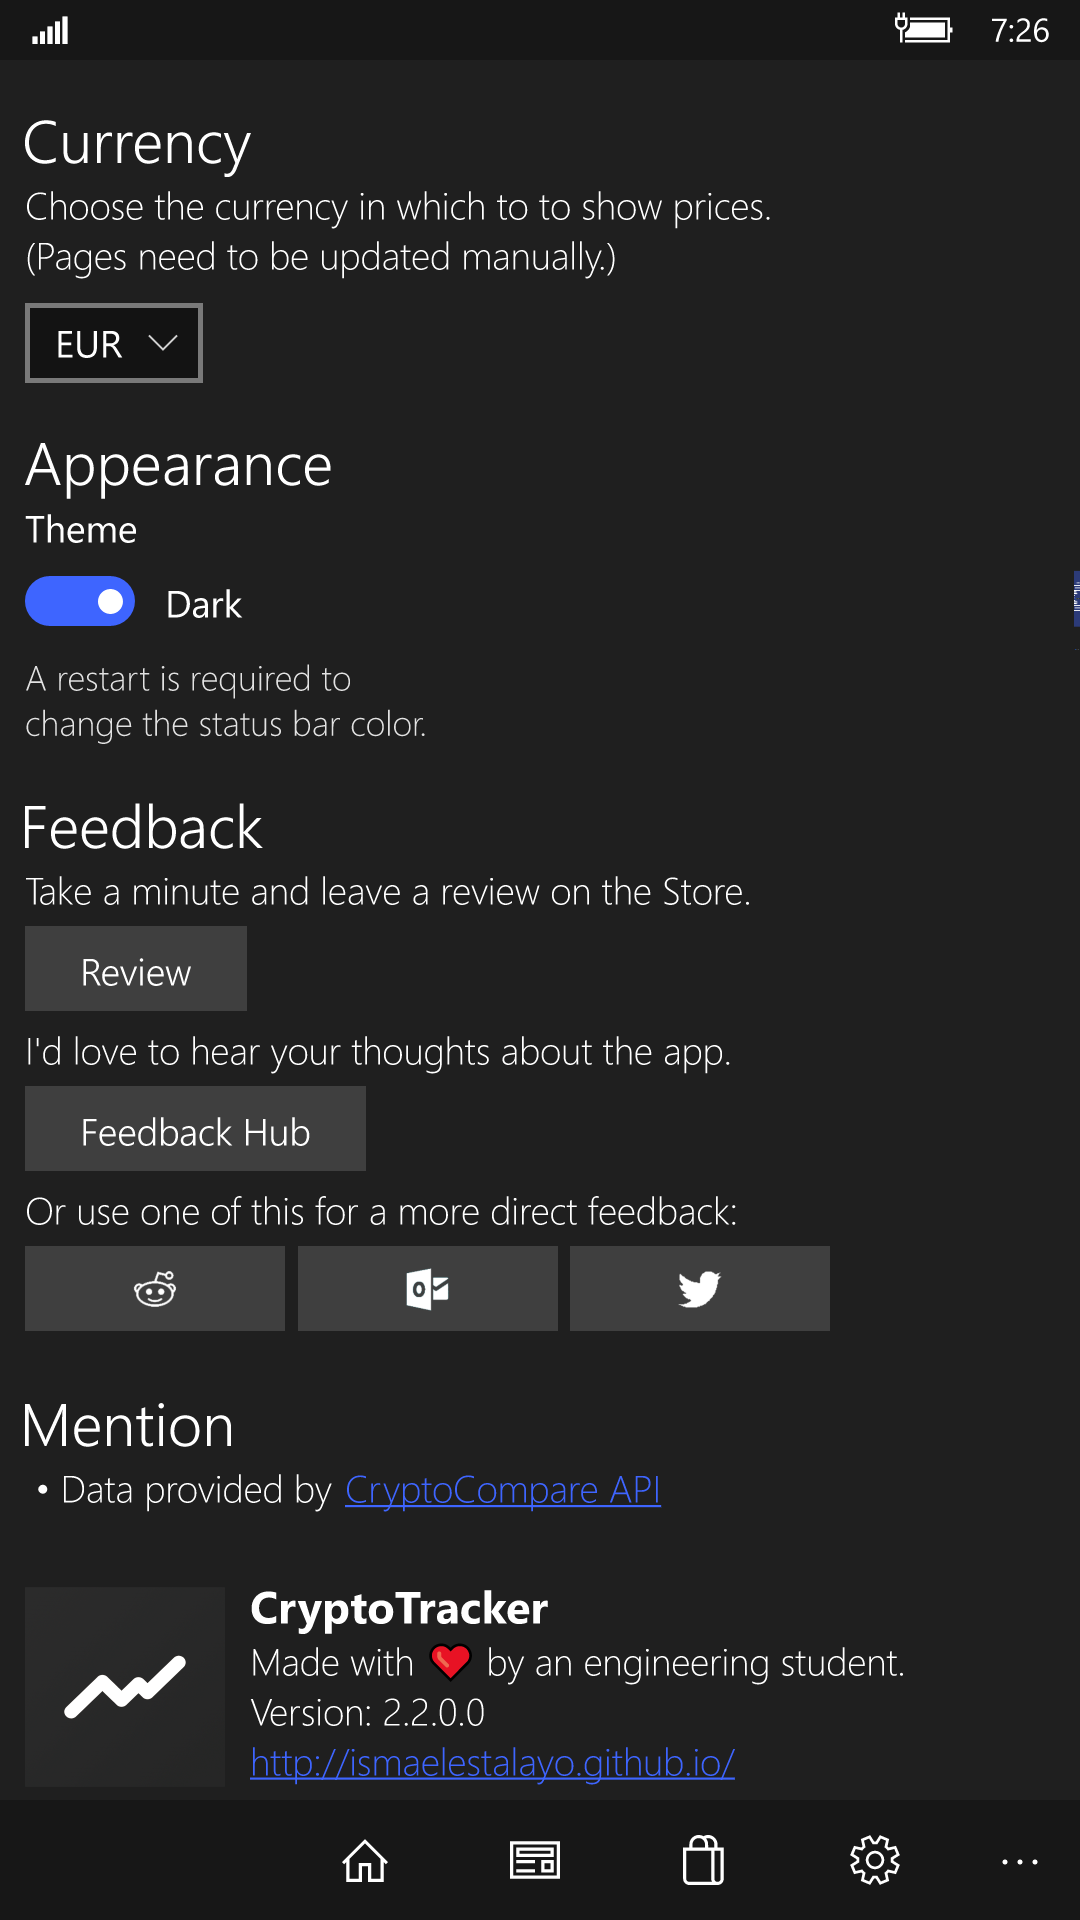 7:26
Currency
Choose the currency in which to to show prices.
(Pages need to be updated manually.)
EUR
Appearance
Theme
Dark
A restart is required to
change the status bar color.
Feedback
Take a minute and leave a review on the Store.
Review
I'd love to hear your thoughts about the app.
Feedback Hub
Or use one of this for a more direct feedback:
Mention
• Data provided by CryptoCompare API
CryptoTracker
Made with ❤ by an engineering student.
Version: 2.2.0.0
http://ismaelestalayo.github.io/